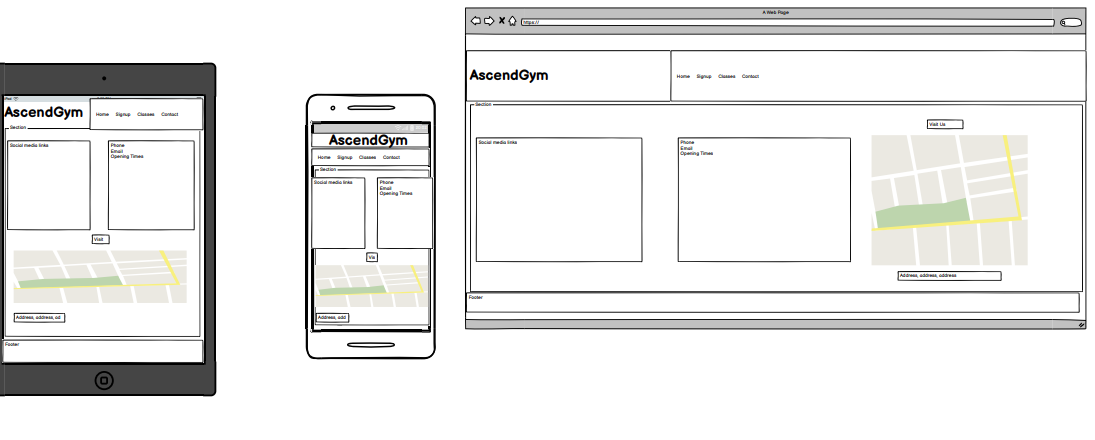 AscendGym
Home Signup Classes Contact
Section
Social media links
Phone
Email
Opening Times
Visit
Address, address, ad
Footer
AscendGym
Home Signup Classes Contact
Section
Social media links
Phone
Email
Opening Times
Vis
Address, add
A Web Page
https://
AscendGym
Home Signup Classes Contact
Section
Visit Us
Social media links
Phone
Email
Opening Times
Address, address, address
Footer